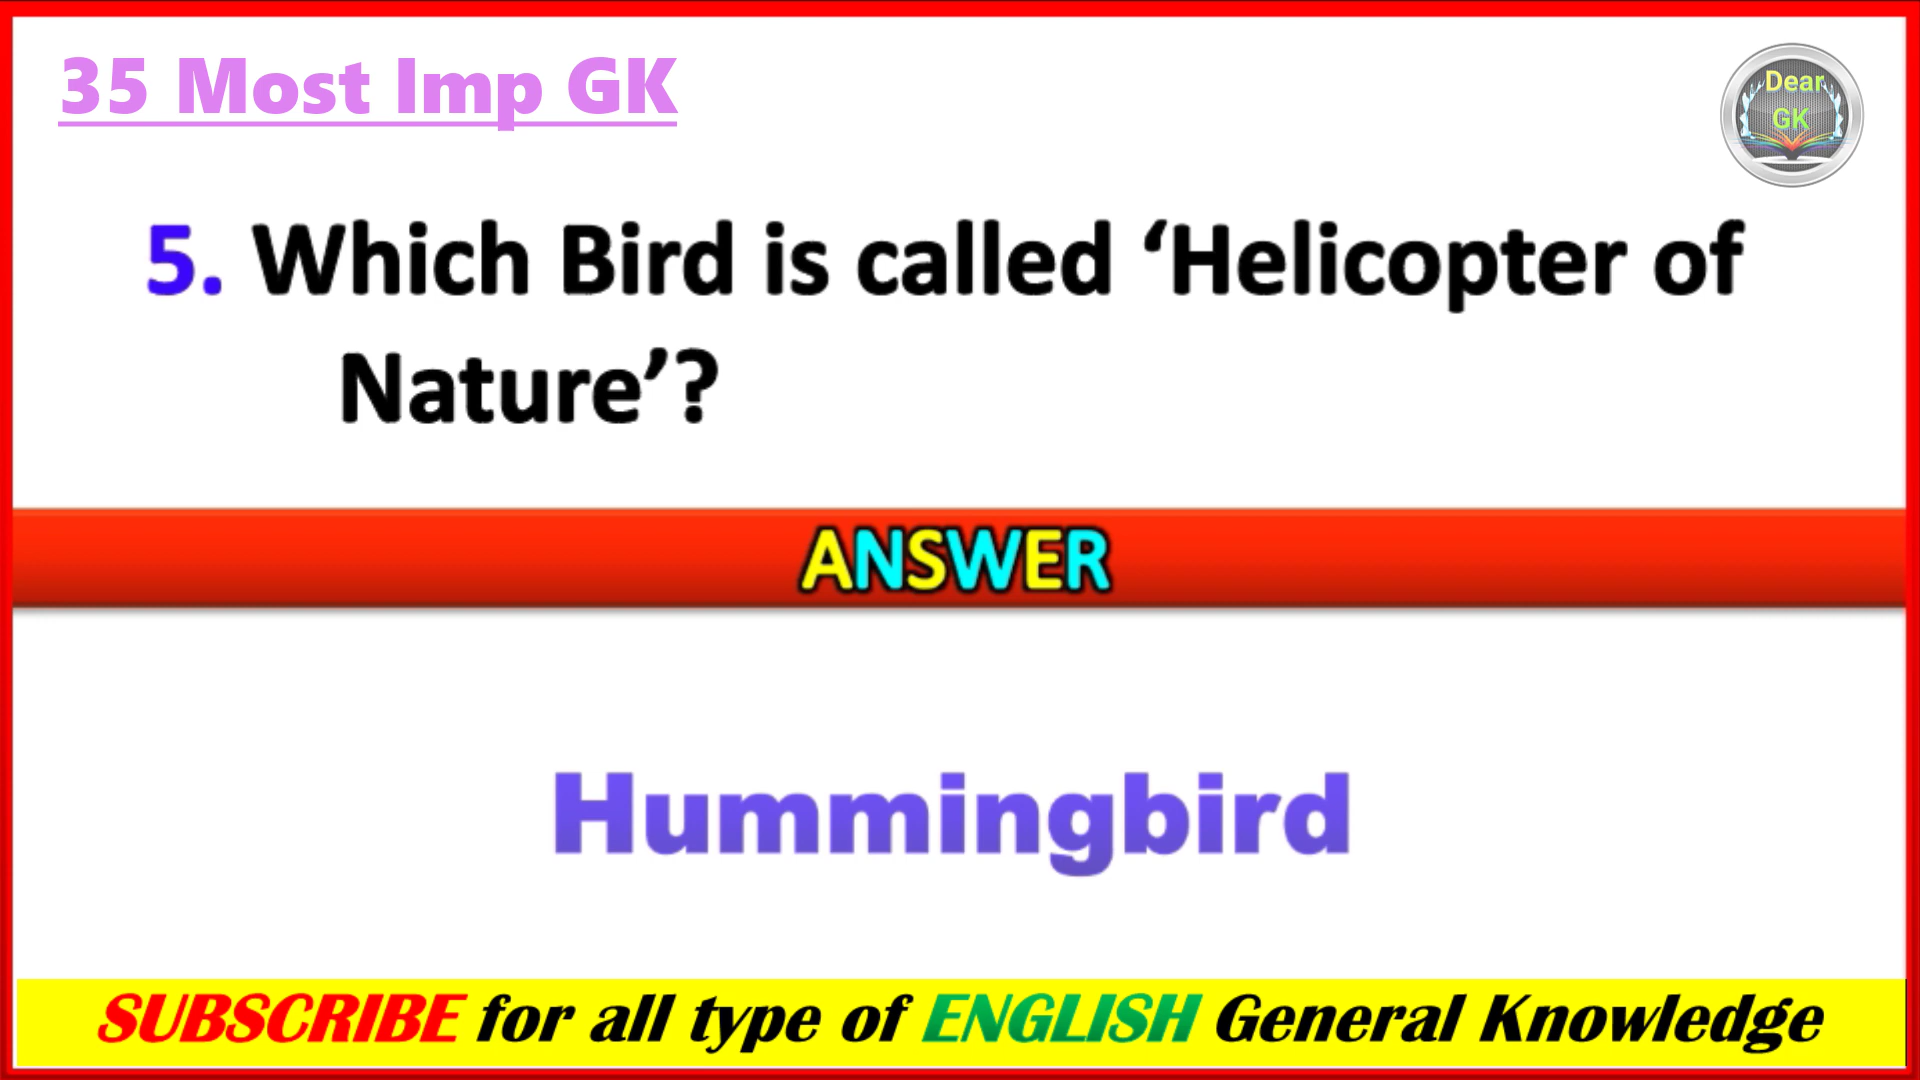 35 Most Imp GK
Dear
GK
5. Which Bird is called ‘Helicopter of
Nature’?
ANSWER
Hummingbird
SUBSCRIBE for all type of ENGLISH General Knowledge